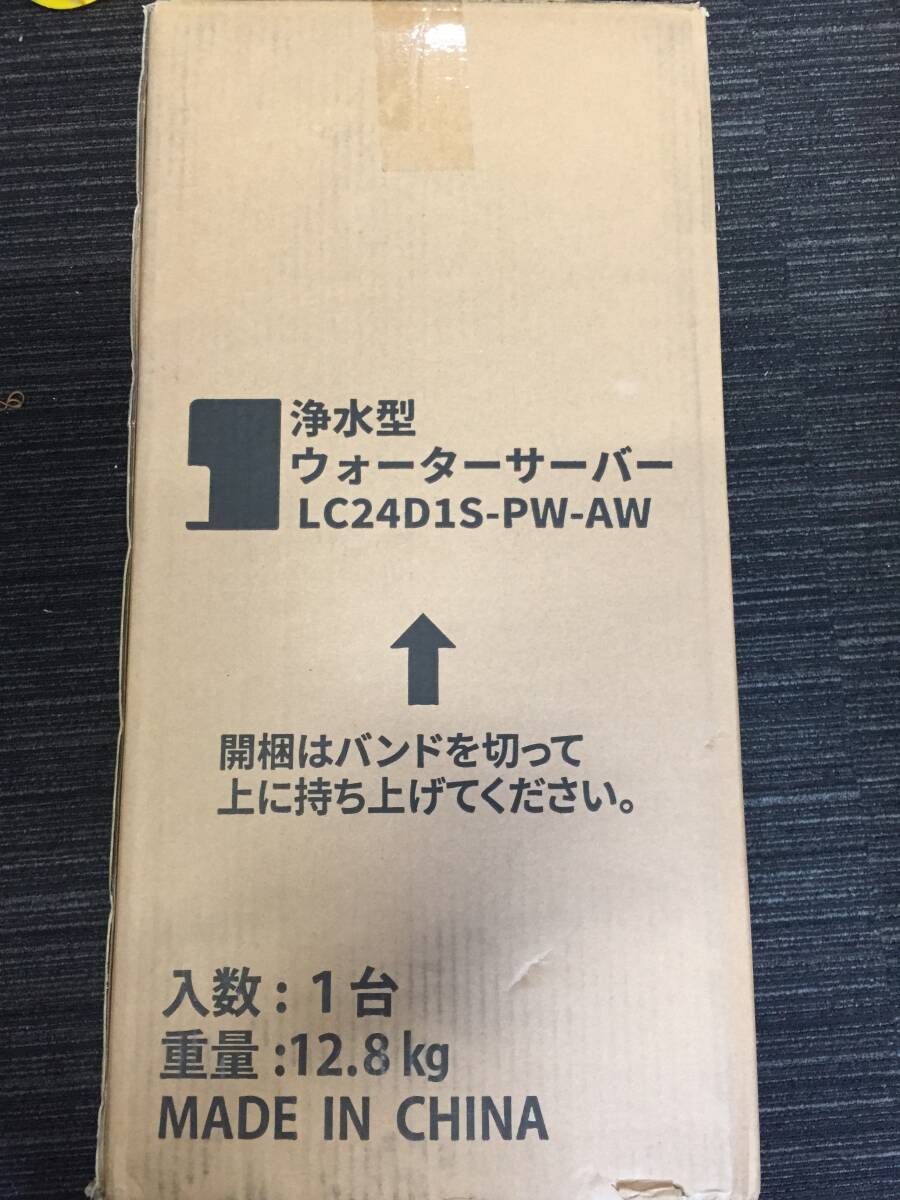 浄水型
ウォーターサーバー
LC24D1S-PW-AW
開梱はバンドを切って
上に持ち上げてください。
入数 : 1 台
重量 :12.8 kg
MADE IN CHINA